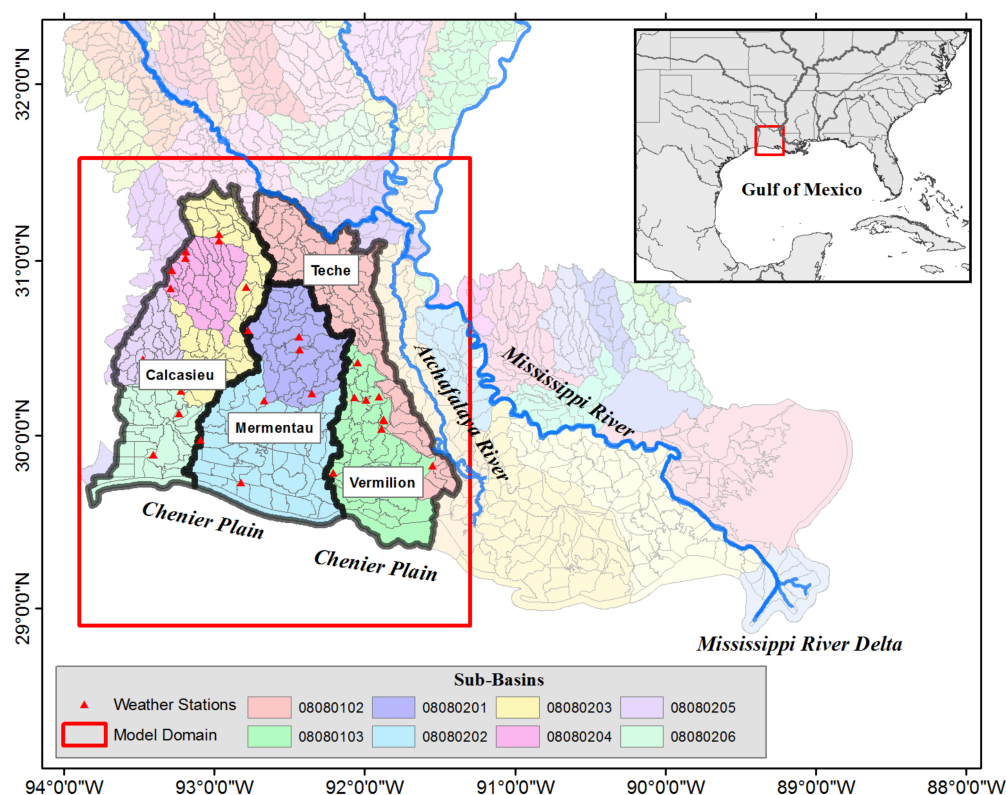 32°0'0"N
31°0'0"N
30°0'0"N
29°0'0"N
Gulf of Mexico
Teche
Calcasieu
Mermentau
Vermilion
Atchafalaya River
Mississippi River
Chenier Plain
Chenier Plain
Mississippi River Delta
Sub-Basins
Weather Stations
08080102
08080201
08080203
08080205
Model Domain
08080103
08080202
08080204
08080206
94°0'0"W
93°0'0"W
92°0'0"W
91°0'0"W
90°0'0"W
89°0'0"W
88°0'0"W